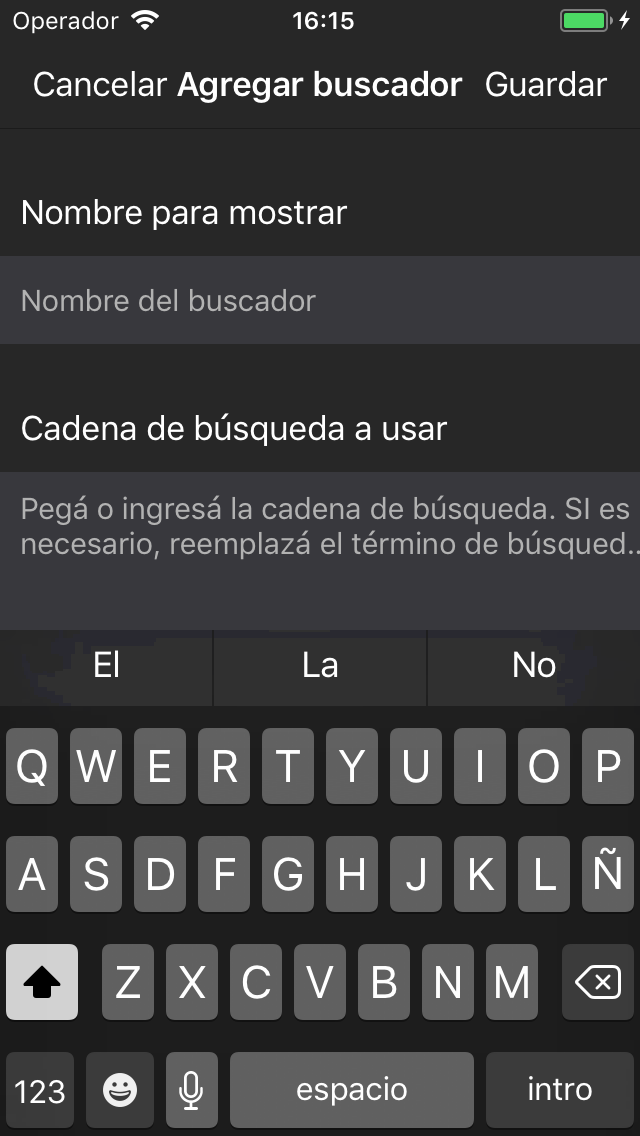 Operador 16:15
Cancelar Agregar buscador Guardar
Nombre para mostrar
Nombre del buscador
Cadena de búsqueda a usar
Pegá o ingresá la cadena de búsqueda. SI es
necesario, reemplazá el término de búsqued..
El La No
Q W E R T Y U I O P
A S D F G H J K L Ñ
Z X C V B N M
123 espacio intro